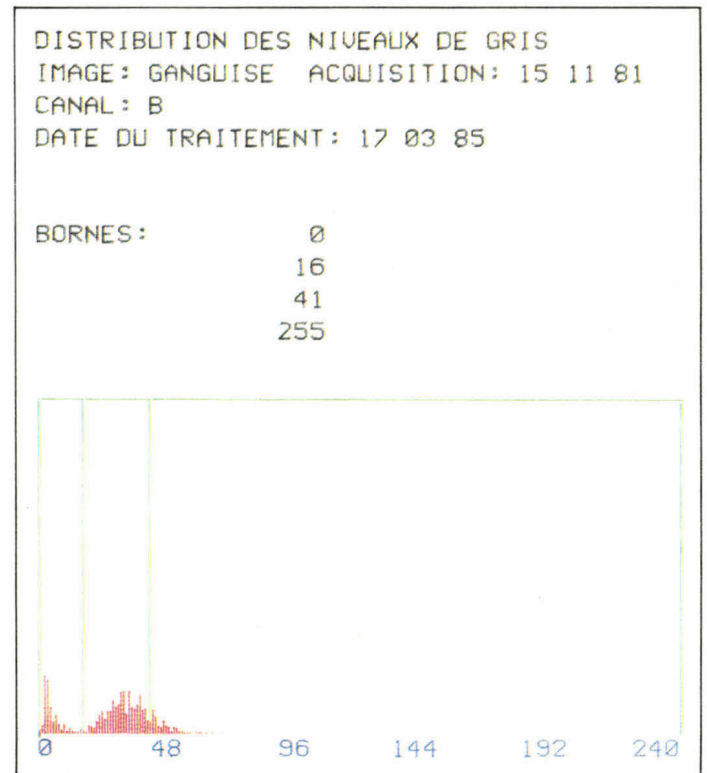 DISTRIBUTION DES NIVEAUX DE GRIS
IMAGE: GANGUISE ACQUISITION: 15 11 81
CANAL: B
DATE DU TRAITEMENT: 17 03 85
BORNES: 0
16
41
255
0 48 96 144 192 240